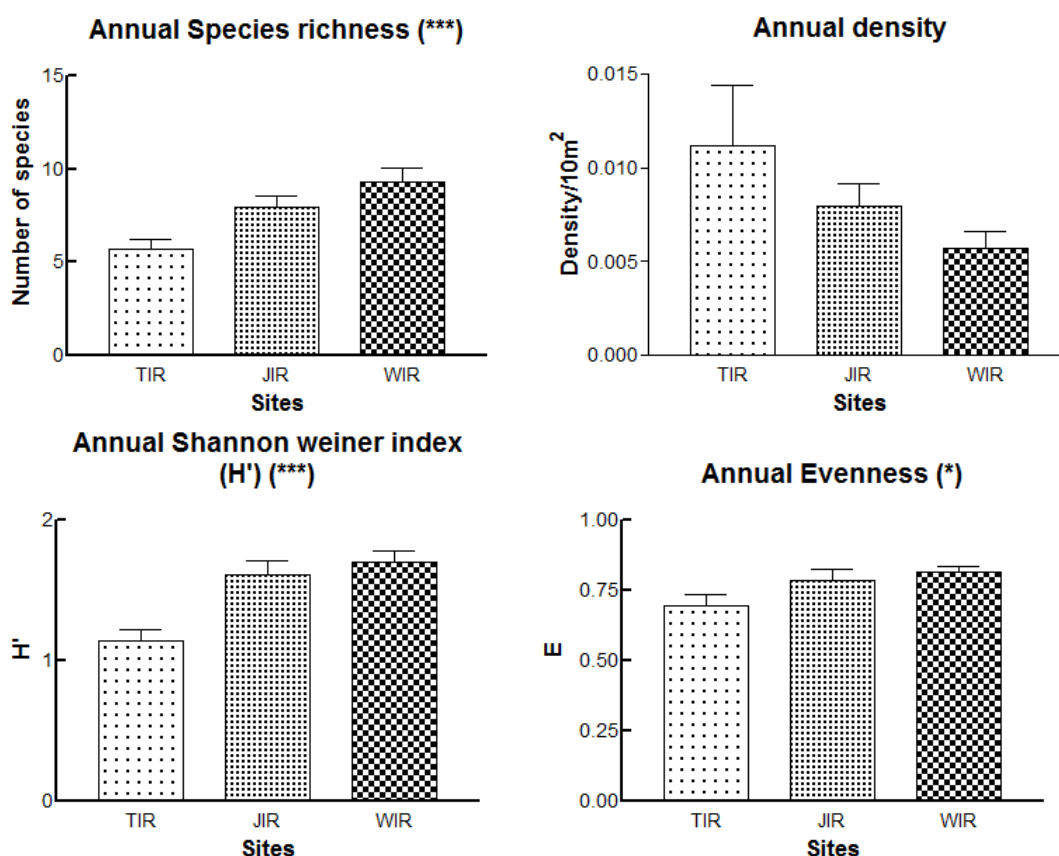 Annual Species richness (***)
Number of species
15
10
5
0
TIR JIR WIR
Sites
Annual density
Density/10m²
0.015
0.010
0.005
0.000
TIR JIR WIR
Sites
Annual Shannon weiner index
(H') (***)
H'
2
1
0
TIR JIR WIR
Sites
Annual Evenness (*)
E
1.00
0.75
0.50
0.25
0.00
TIR JIR WIR
Sites